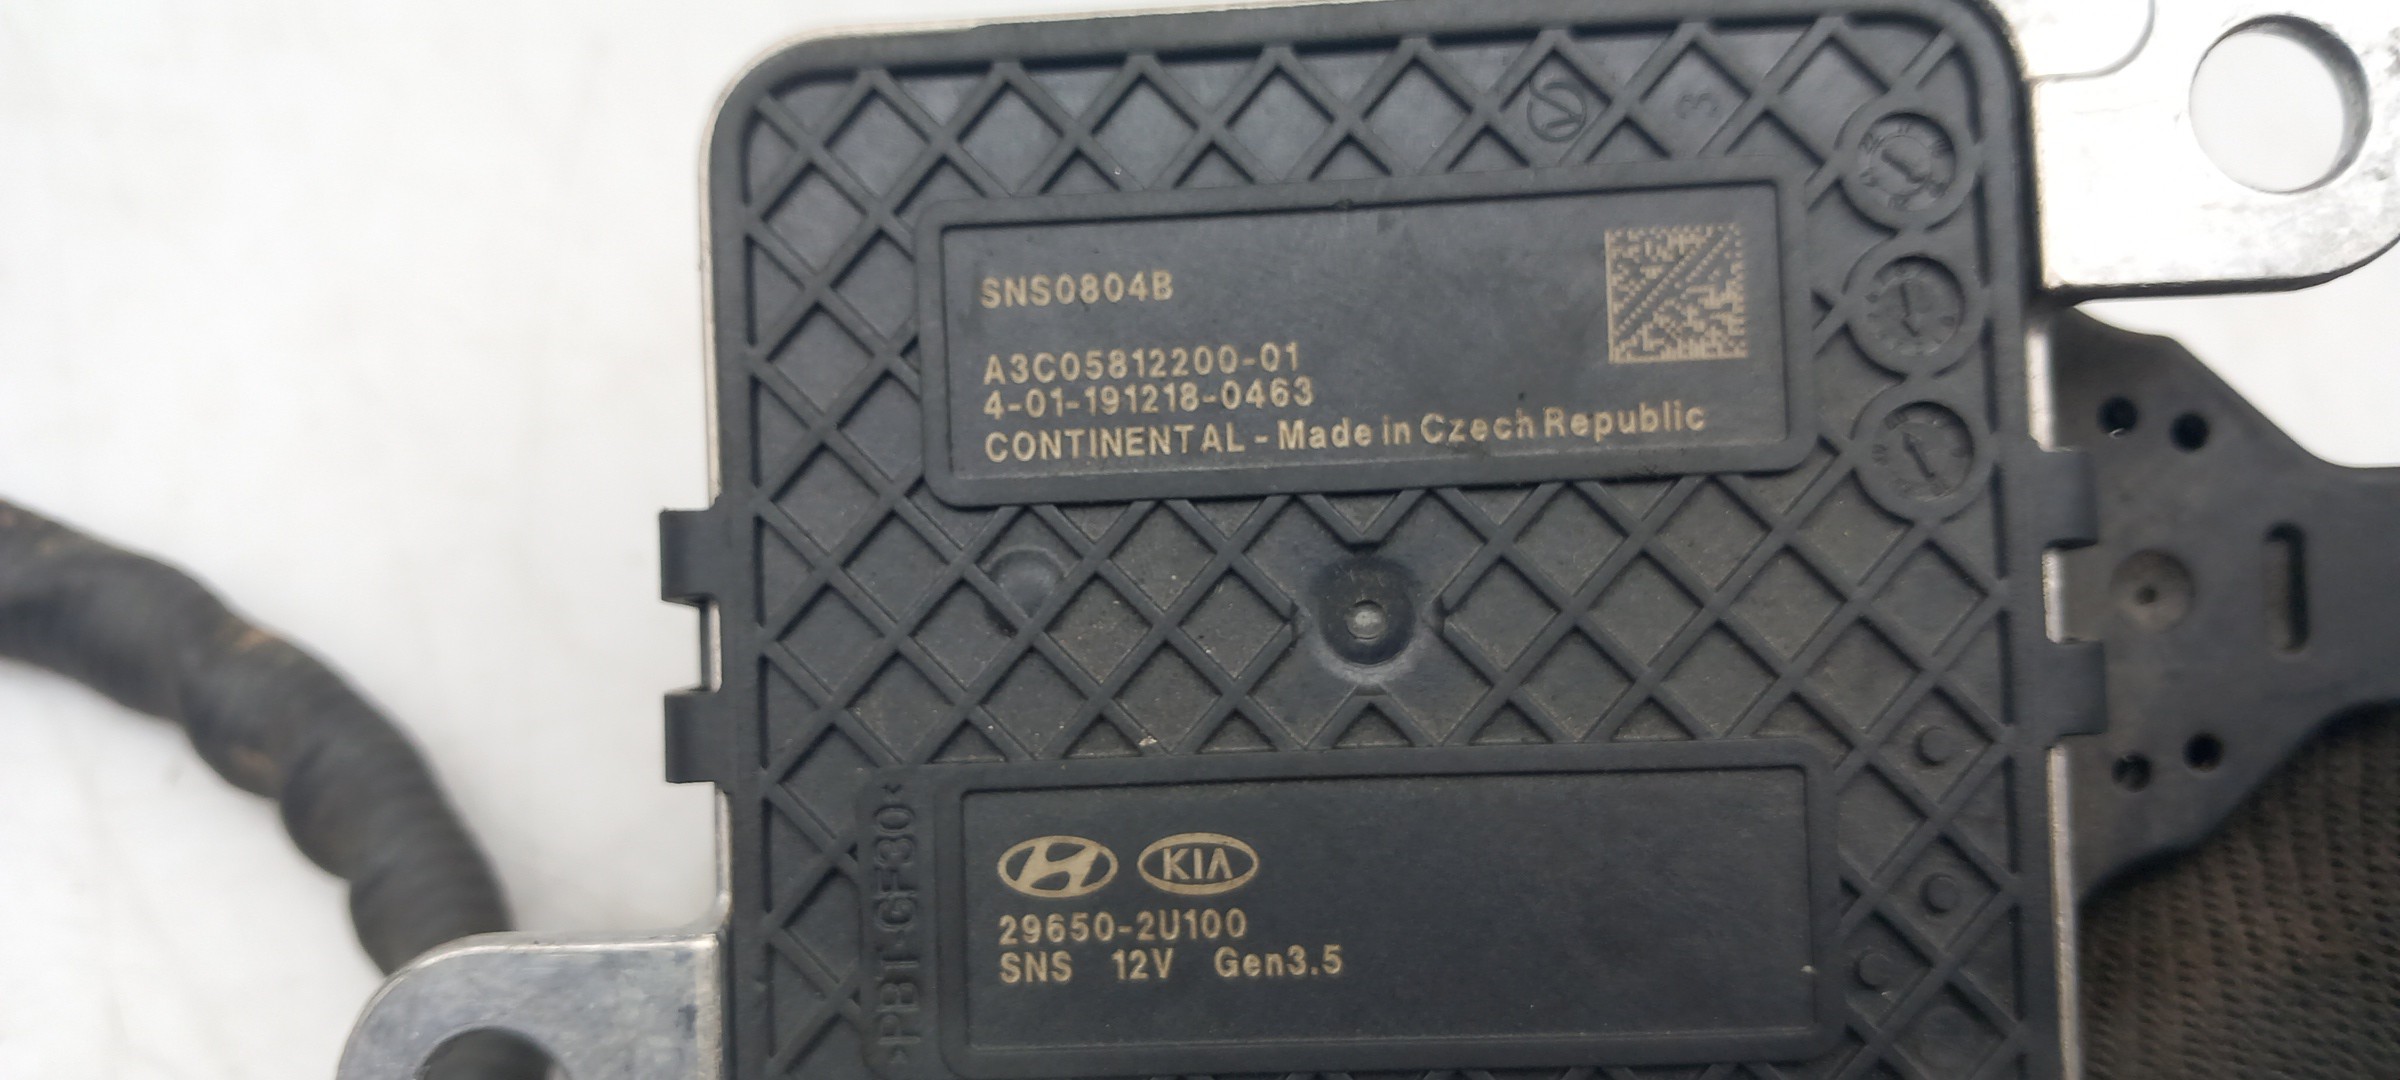 3
SNS0804B
A3C05812200-01
4-01-191218-0463
CONTINENTAL - Made in Czech Republic
>PBT-GF30<
KIA
29650-2U100
SNS 12V Gen3.5